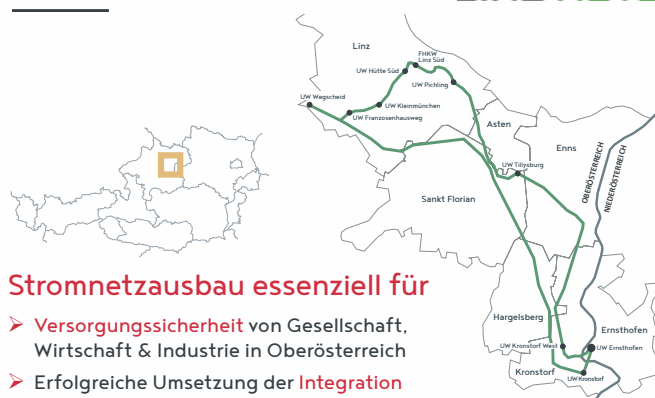 Linz
FHKW
Linz Süd
UW Hütte Süd
UW Pichling
UW Wegscheid
UW Kleinmünchen
UW Franzosenhausweg
Asten
Enns
UW Tillysburg
OBERÖSTERREICH
NIEDERÖSTERREICH
Sankt Florian
Stromnetzausbau essenziell für
➤ Versorgungssicherheit von Gesellschaft,
Wirtschaft & Industrie in Oberösterreich
➤ Erfolgreiche Umsetzung der Integration
Hargelsberg
Ernsthofen
UW Kronstorf West
UW Ernsthofen
Kronstorf
UW Kronstorf